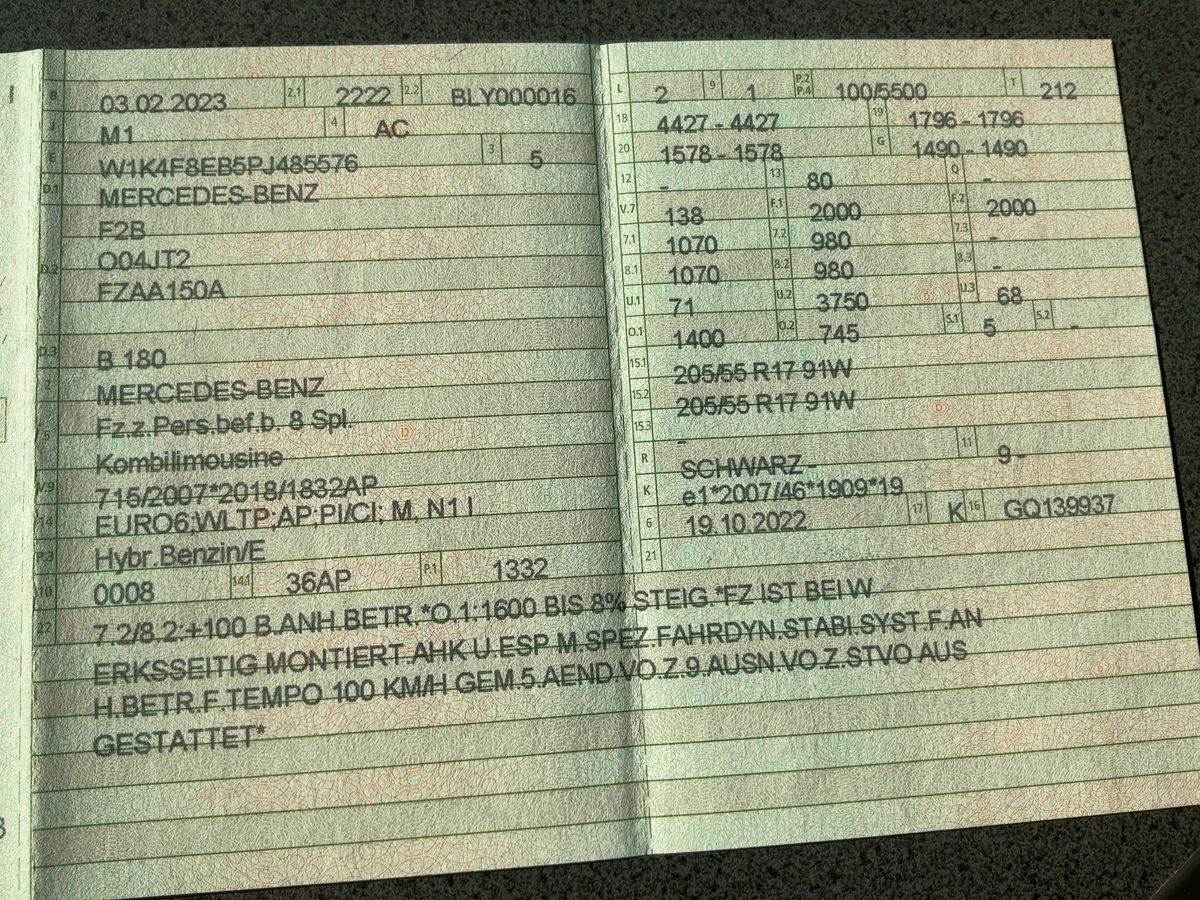 B 03.02.2023 2.1 2222 2.2 BLY000016
J M1 4 AC
E W1K4F8EB5PJ485576 3 5
D.1 MERCEDES-BENZ
F2B
D.2 O04JT2
FZAA150A
D.3 B 180
2 MERCEDES-BENZ
5 Fz.z.Pers.bef.b. 8 Spl.
Kombilimousine
V.9 715/2007*2018/1832AP
14 EURO6;WLTP;AP;PI/CI; M, N1 I
P.3 Hybr.Benzin/E
10 0008 14.1 36AP P.1 1332
L 2 9 1 P.2 P.4 100/5500 T 212
18 4427 - 4427 19 1796 - 1796
20 1578 - 1578 G 1490 - 1490
12 - 13 80 Q -
V.7 138 F.1 2000 F.2 2000
7.1 1070 7.2 980 7.3 -
8.1 1070 8.2 980 8.3 -
U.1 71 U.2 3750 U.3 68
O.1 1400 O.2 745 S.1 5 S.2 -
15.1 205/55 R17 91W
15.2 205/55 R17 91W
15.3 -
R SCHWARZ - 11 9 -
K e1*2007/46*1909*19
6 19.10.2022 17 K 16 GQ139937
21
22 7.2/8.2:+100 B.ANH.BETR.*O.1:1600 BIS 8% STEIG.*FZ IST BEI W
ERKSSEITIG MONTIERT.AHK U.ESP M.SPEZ.FAHRDYN.STABI.SYST.F.AN
H.BETR.F.TEMPO 100 KM/H GEM.5.AEND.VO.Z.9.AUSN.VO.Z.STVO AUS
GESTATTET*